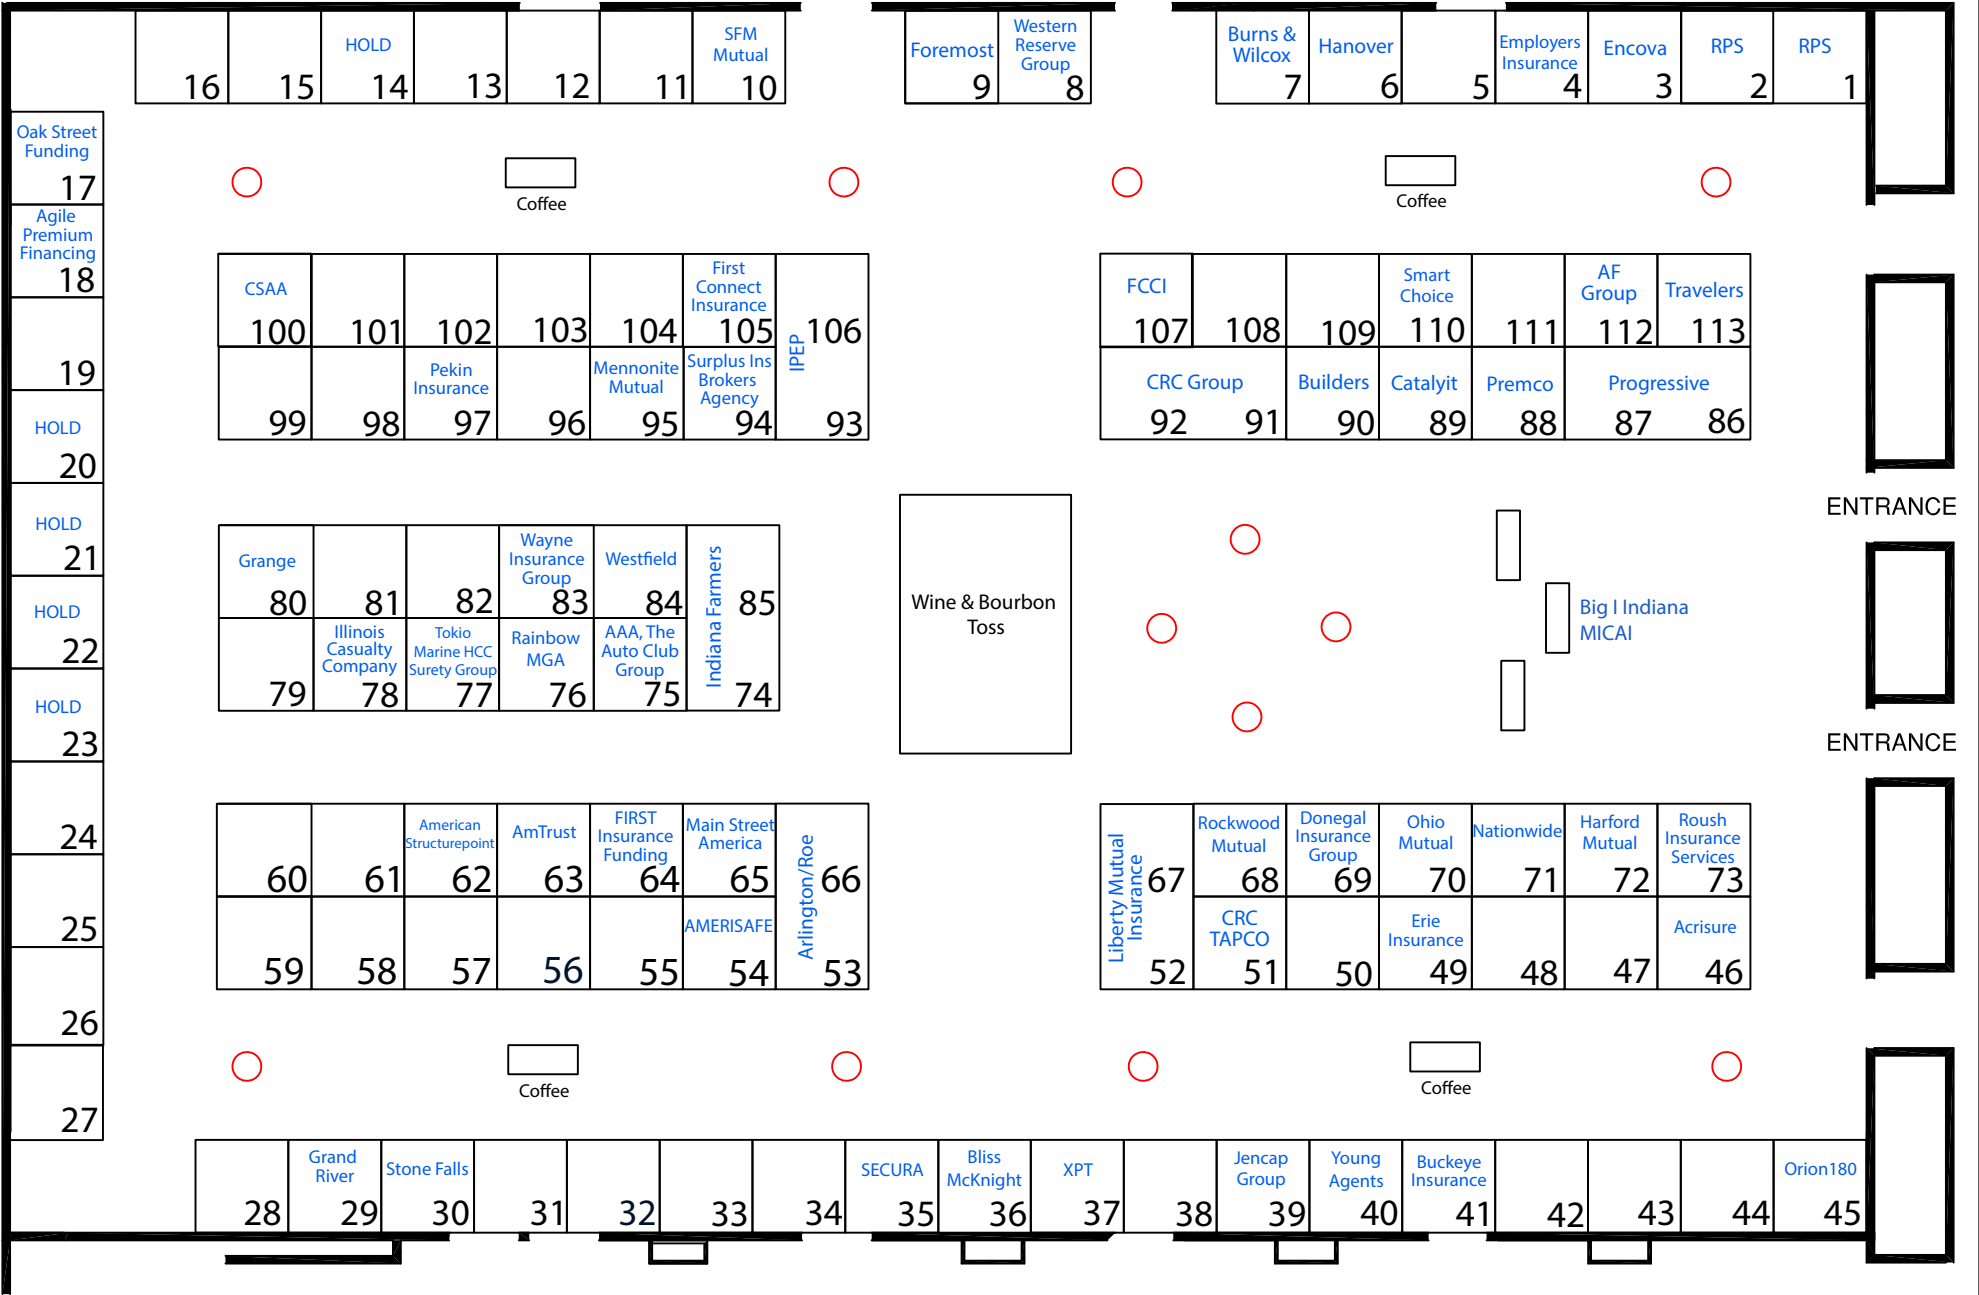 HOLD
SFM
Mutual
16
15
14
13
12
11
10
Foremost
9
Western
Reserve
Group
8
Burns &
Wilcox
7
Hanover
6
5
Employers
Insurance
4
Encova
3
RPS
2
RPS
1
Oak Street
Funding
17
Agile
Premium
Financing
18
19
HOLD
20
HOLD
21
HOLD
22
HOLD
23
24
25
26
27
Coffee
Coffee
CSAA
100
101
102
103
104
First
Connect
Insurance
105
106
IPEP
99
98
Pekin
Insurance
97
96
Mennonite
Mutual
95
Surplus Ins
Brokers
Agency
94
93
FCCI
107
108
109
Smart
Choice
110
111
AF
Group
112
Travelers
113
CRC Group
92
91
Builders
90
Catalyit
89
Premco
88
Progressive
87
86
Grange
80
81
82
Wayne
Insurance
Group
83
Westfield
84
Indiana Farmers
85
79
Illinois
Casualty
Company
78
Tokio
Marine HCC
Surety Group
77
Rainbow
MGA
76
AAA, The
Auto Club
Group
75
74
Wine & Bourbon
Toss
Big I Indiana
MICAI
ENTRANCE
ENTRANCE
60
61
American
Structurepoint
62
AmTrust
63
FIRST
Insurance
Funding
64
Main Street
America
65
Arlington/Roe
66
59
58
57
56
55
AMERISAFE
54
53
Liberty Mutual
Insurance
67
Rockwood
Mutual
68
Donegal
Insurance
Group
69
Ohio
Mutual
70
Nationwide
71
Harford
Mutual
72
Roush
Insurance
Services
73
52
CRC
TAPCO
51
50
Erie
Insurance
49
48
47
Acrisure
46
Coffee
Coffee
28
Grand
River
29
Stone Falls
30
31
32
33
34
SECURA
35
Bliss
McKnight
36
XPT
37
38
Jencap
Group
39
Young
Agents
40
Buckeye
Insurance
41
42
43
44
Orion180
45